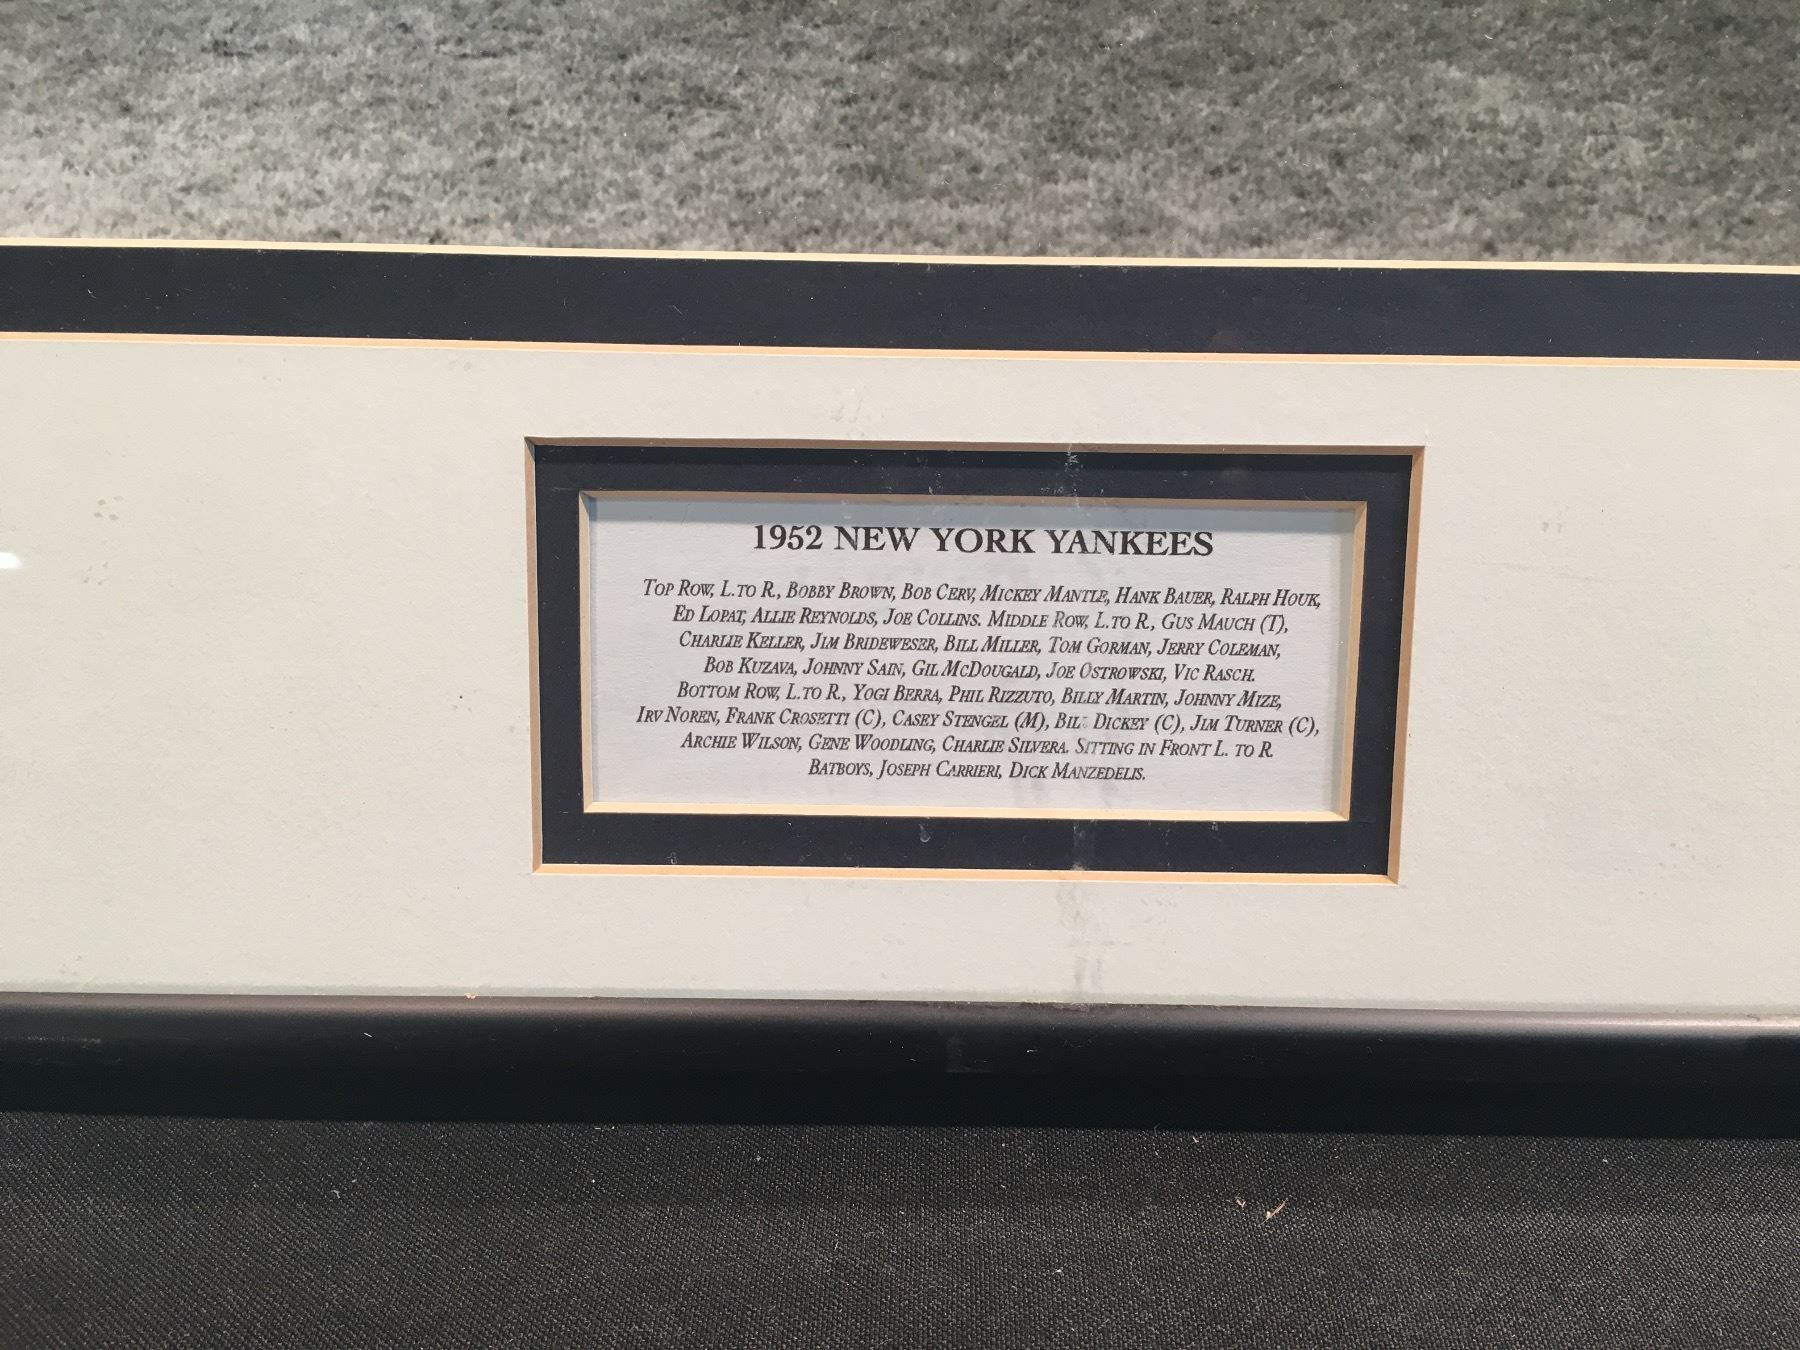 1952 NEW YORK YANKEES
TOP ROW, L. TO R., BOBBY BROWN, BOB CERV, MICKEY MANTLE, HANK BAUER, RALPH HOUK,
ED LOPAT, ALLIE REYNOLDS, JOE COLLINS. MIDDLE ROW, L. TO R., GUS MAUCH (T),
CHARLIE KELLER, JIM BRIDEWESER, BILL MILLER, TOM GORMAN, JERRY COLEMAN,
BOB KUZAVA, JOHNNY SAIN, GIL MCDOUGALD, JOE OSTROWSKI, VIC RASCH.
BOTTOM ROW, L. TO R., YOGI BERRA, PHIL RIZZUTO, BILLY MARTIN, JOHNNY MIZE,
IRV NOREN, FRANK CROSETTI (C), CASEY STENGEL (M), BILL DICKEY (C), JIM TURNER (C),
ARCHIE WILSON, GENE WOODLING, CHARLIE SILVERA. SITTING IN FRONT L. TO R.
BATBOYS, JOSEPH CARRIERI, DICK MANZEDELIS.